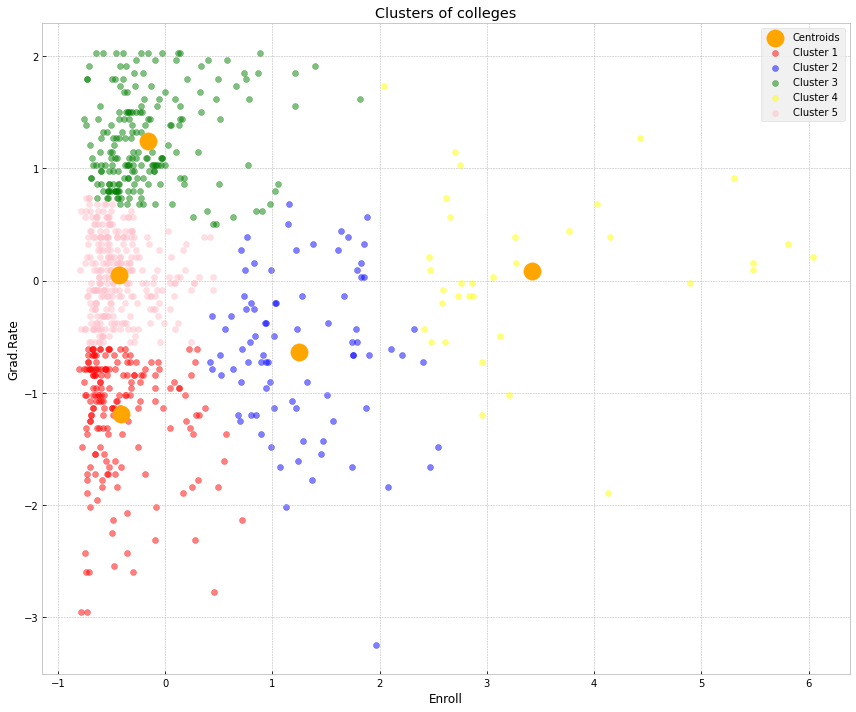 Clusters of colleges
Centroids
Cluster 1
Cluster 2
Cluster 3
Cluster 4
Cluster 5
Grad.Rate
2
1
0
−1
−2
−3
−1 0 1 2 3 4 5 6
Enroll